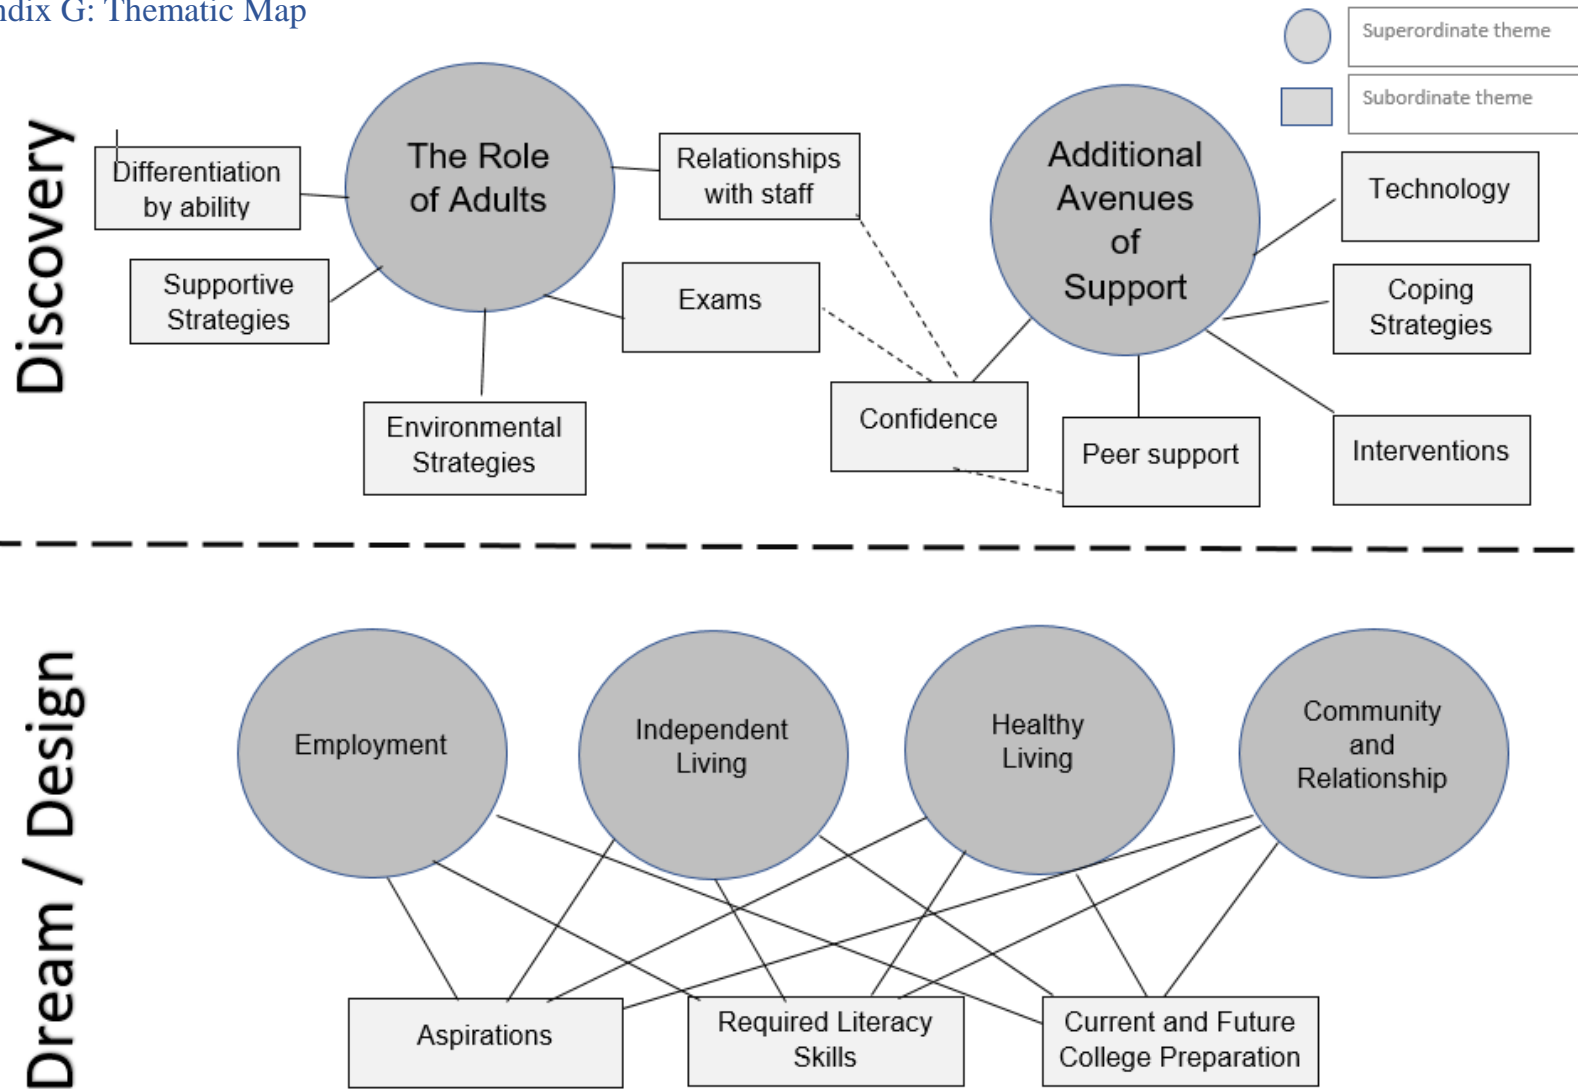 ndix G: Thematic Map
Superordinate theme
Subordinate theme
Discovery
Differentiation
by ability
The Role
of Adults
Relationships
with staff
Additional
Avenues
of
Support
Technology
Supportive
Strategies
Exams
Coping
Strategies
Environmental
Strategies
Confidence
Peer support
Interventions
Dream / Design
Employment
Independent
Living
Healthy
Living
Community
and
Relationship
Aspirations
Required Literacy
Skills
Current and Future
College Preparation